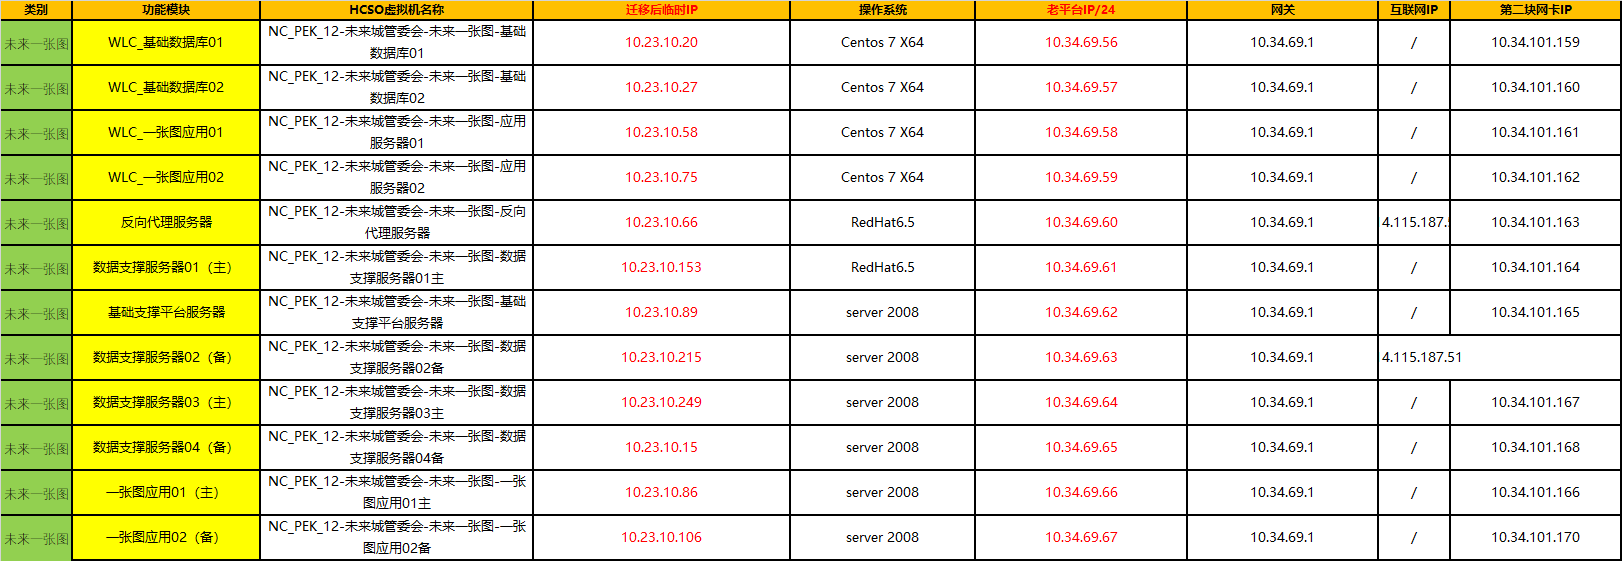 类别 功能模块 HCSO虚拟机名称 迁移后临时IP 操作系统 老平台IP/24 网关 互联网IP 第二块网卡IP
未来一张图 WLC_基础数据库01 NC_PEK_12-未来城管委会-未来一张图-基础
数据库01 10.23.10.20 Centos 7 X64 10.34.69.56 10.34.69.1 / 10.34.101.159
未来一张图 WLC_基础数据库02 NC_PEK_12-未来城管委会-未来一张图-基础
数据库02 10.23.10.27 Centos 7 X64 10.34.69.57 10.34.69.1 / 10.34.101.160
未来一张图 WLC_一张图应用01 NC_PEK_12-未来城管委会-未来一张图-应用
服务器01 10.23.10.58 Centos 7 X64 10.34.69.58 10.34.69.1 / 10.34.101.161
未来一张图 WLC_一张图应用02 NC_PEK_12-未来城管委会-未来一张图-应用
服务器02 10.23.10.75 Centos 7 X64 10.34.69.59 10.34.69.1 / 10.34.101.162
未来一张图 反向代理服务器 NC_PEK_12-未来城管委会-未来一张图-反向
代理服务器 10.23.10.66 RedHat6.5 10.34.69.60 10.34.69.1 4.115.187. 10.34.101.163
未来一张图 数据支撑服务器01（主） NC_PEK_12-未来城管委会-未来一张图-数据
支撑服务器01主 10.23.10.153 RedHat6.5 10.34.69.61 10.34.69.1 / 10.34.101.164
未来一张图 基础支撑平台服务器 NC_PEK_12-未来城管委会-未来一张图-基础
支撑平台服务器 10.23.10.89 server 2008 10.34.69.62 10.34.69.1 / 10.34.101.165
未来一张图 数据支撑服务器02（备） NC_PEK_12-未来城管委会-未来一张图-数据
支撑服务器02备 10.23.10.215 server 2008 10.34.69.63 10.34.69.1 4.115.187.51
未来一张图 数据支撑服务器03（主） NC_PEK_12-未来城管委会-未来一张图-数据
支撑服务器03主 10.23.10.249 server 2008 10.34.69.64 10.34.69.1 / 10.34.101.167
未来一张图 数据支撑服务器04（备） NC_PEK_12-未来城管委会-未来一张图-数据
支撑服务器04备 10.23.10.15 server 2008 10.34.69.65 10.34.69.1 / 10.34.101.168
未来一张图 一张图应用01（主） NC_PEK_12-未来城管委会-未来一张图-一张
图应用01主 10.23.10.86 server 2008 10.34.69.66 10.34.69.1 / 10.34.101.166
未来一张图 一张图应用02（备） NC_PEK_12-未来城管委会-未来一张图-一张
图应用02备 10.23.10.106 server 2008 10.34.69.67 10.34.69.1 / 10.34.101.170